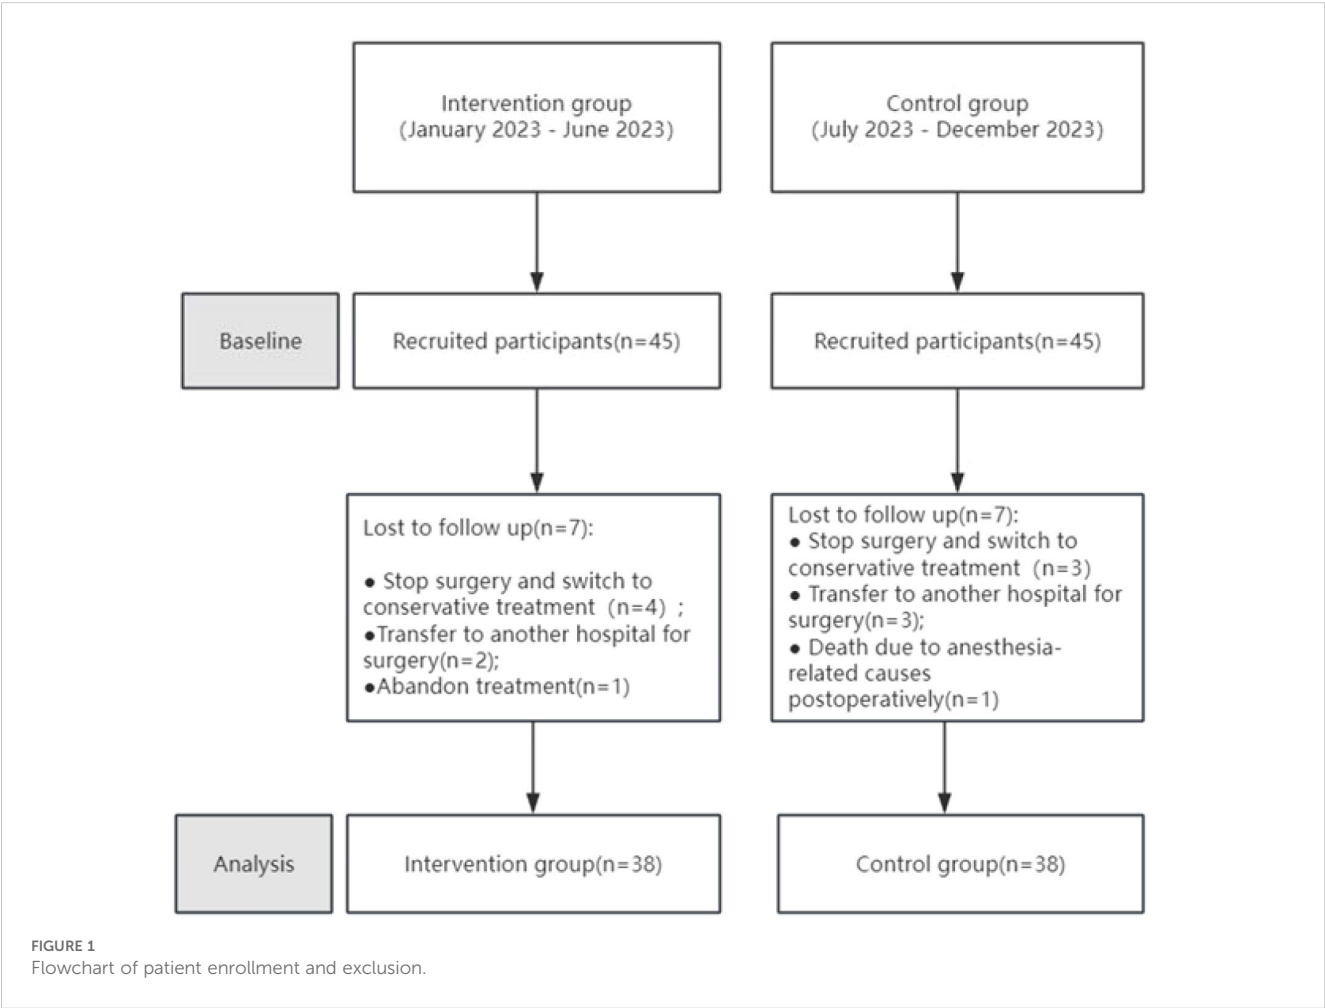 Intervention group
(January 2023 - June 2023)
Control group
(July 2023 - December 2023)
Baseline
Recruited participants(n=45)
Recruited participants(n=45)
Lost to follow up(n=7):
● Stop surgery and switch to
conservative treatment (n=4) ;
●Transfer to another hospital for
surgery(n=2);
●Abandon treatment(n=1)
Lost to follow up(n=7):
● Stop surgery and switch to
conservative treatment (n=3)
● Transfer to another hospital for
surgery(n=3);
● Death due to anesthesia-
related causes
postoperatively(n=1)
Analysis
Intervention group(n=38)
Control group(n=38)
FIGURE 1
Flowchart of patient enrollment and exclusion.